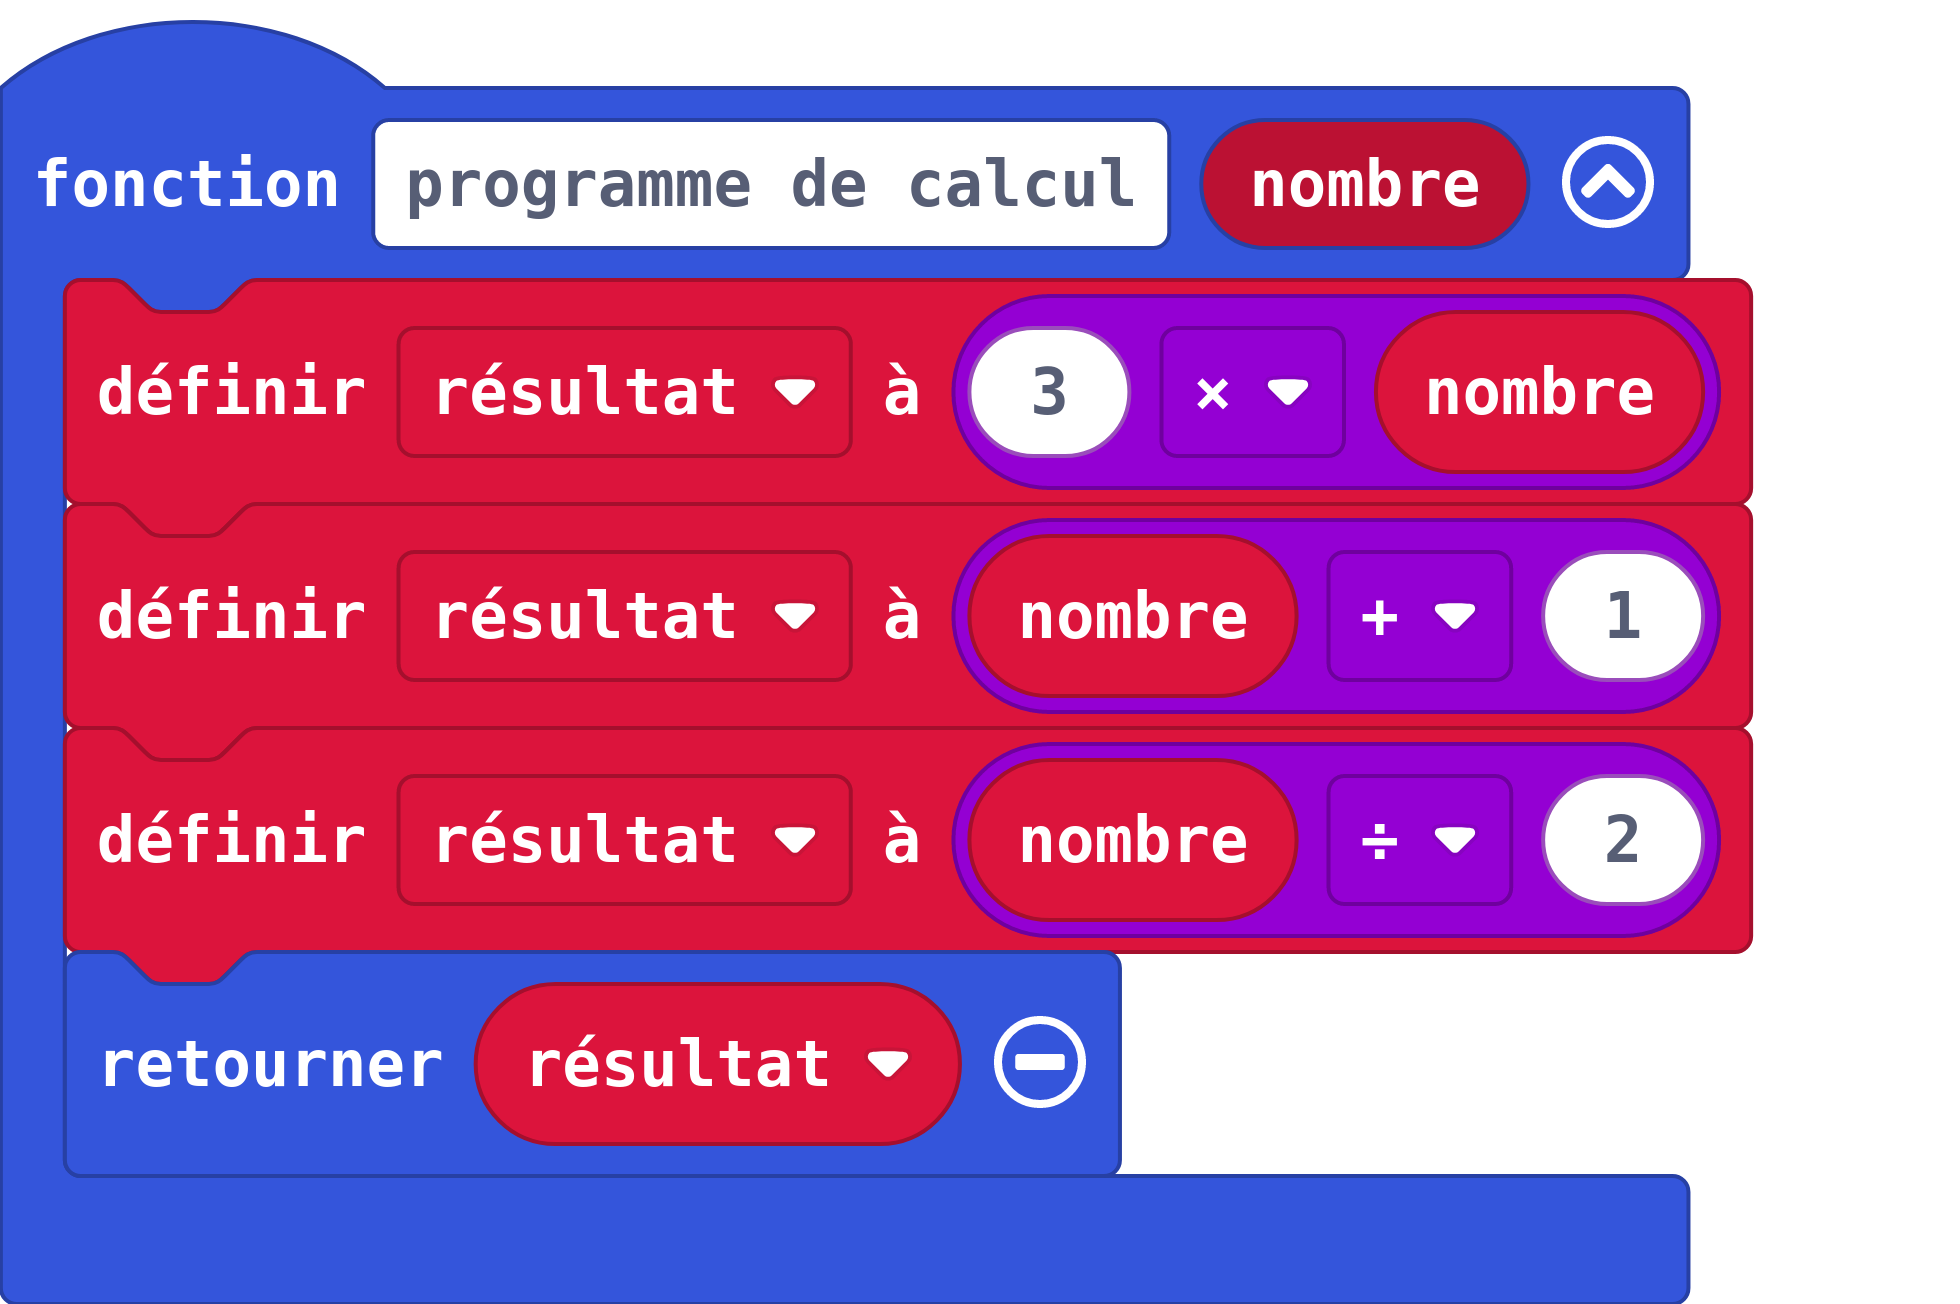 fonction programme de calcul nombre
définir résultat à 3 × nombre
définir résultat à nombre + 1
définir résultat à nombre ÷ 2
retourner résultat